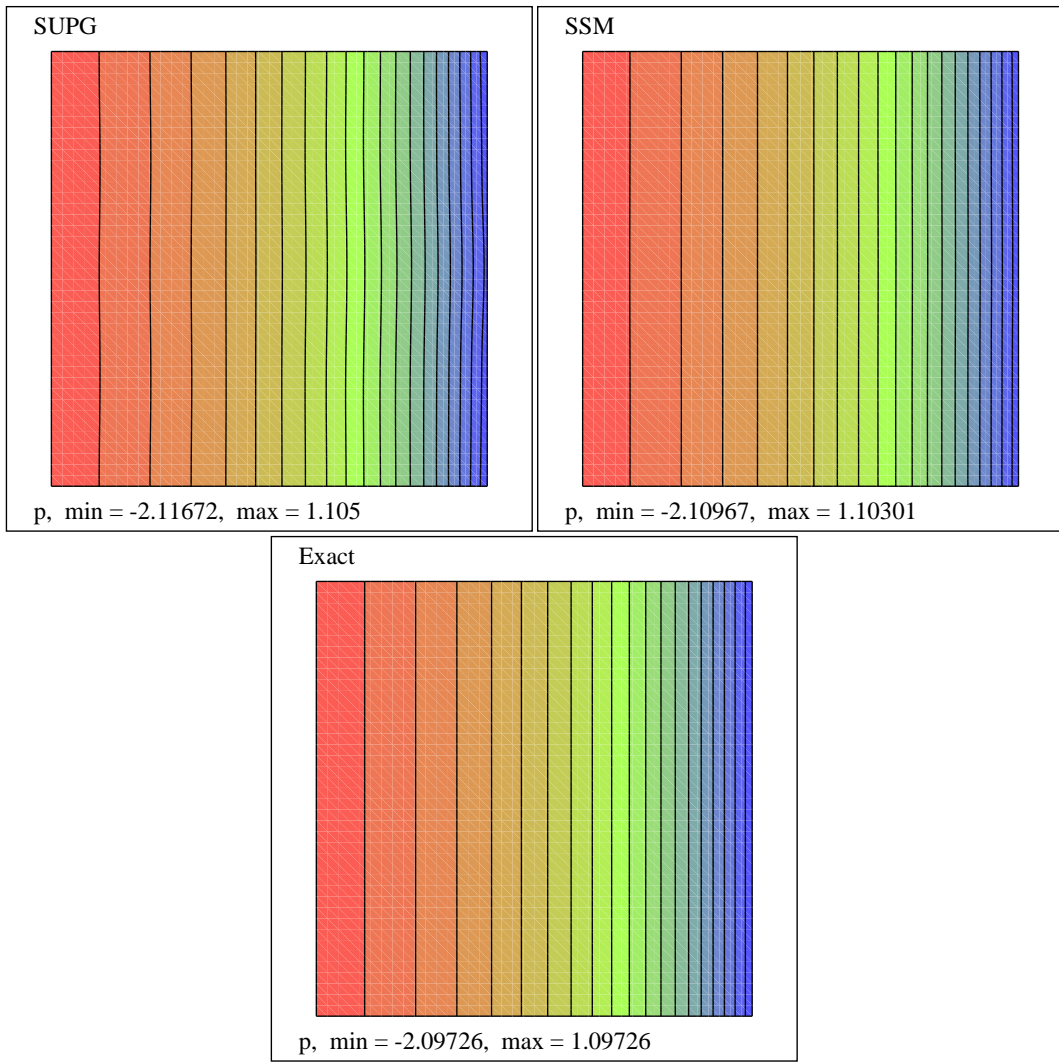 SUPG
p, min = -2.11672, max = 1.105
SSM
p, min = -2.10967, max = 1.10301
Exact
p, min = -2.09726, max = 1.09726